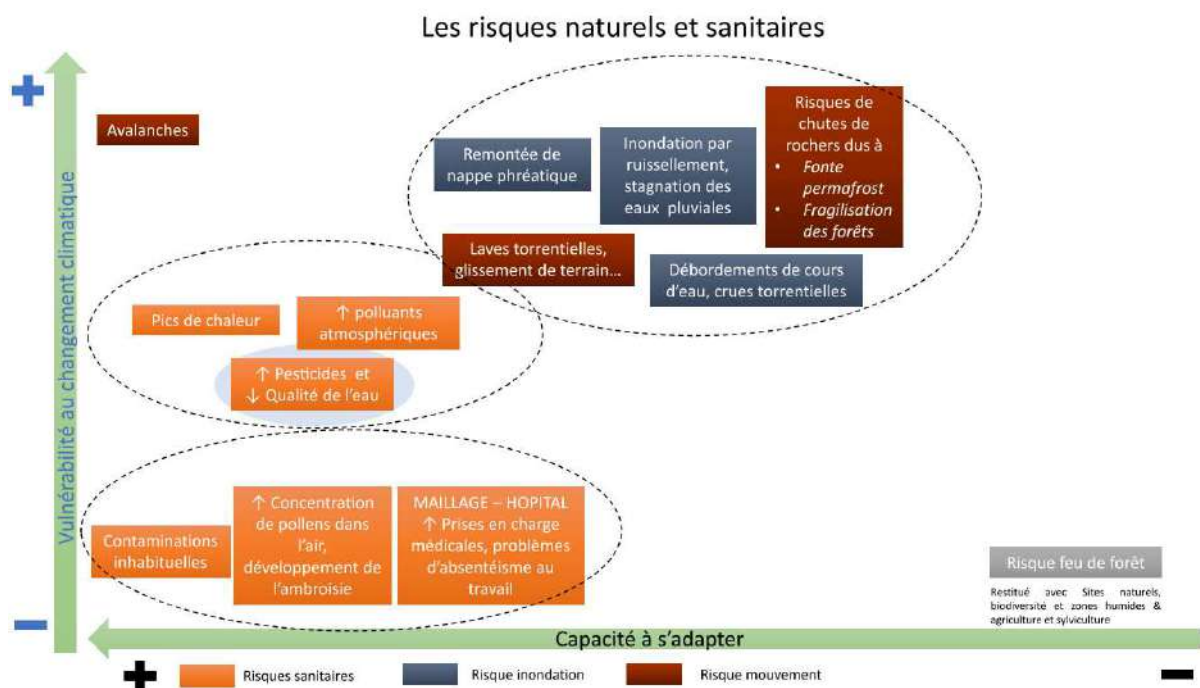 Les risques naturels et sanitaires
Avalanches
Remontée de
nappe phréatique
Inondation par
ruissellement,
stagnation des
eaux pluviales
Risques de
chutes de
rochers dus à
• Fonte
permafrost
• Fragilisation
des forêts
Laves torrentielles,
glissement de terrain…
Débordements de cours
d’eau, crues torrentielles
Pics de chaleur
↑ polluants
atmosphériques
↑ Pesticides et
↓ Qualité de l’eau
Vulnérabilité au changement climatique
Contaminations
inhabituelles
↑ Concentration
de pollens dans
l’air,
développement de
l’ambroisie
MAILLAGE – HOPITAL
↑ Prises en charge
médicales, problèmes
d’absentéisme au
travail
Risque feu de forêt
Restitué avec Sites naturels,
biodiversité et zones humides &
agriculture et sylviculture
Capacité à s’adapter
Risques sanitaires
Risque inondation
Risque mouvement